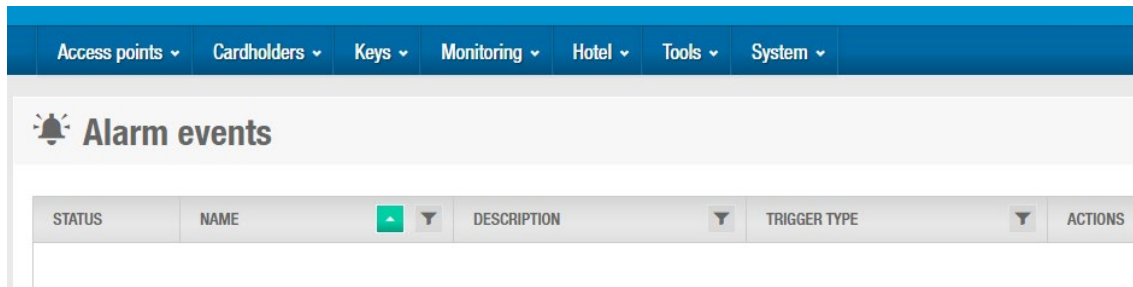 Access points Cardholders Keys Monitoring Hotel Tools System
Alarm events
STATUS NAME DESCRIPTION TRIGGER TYPE ACTIONS